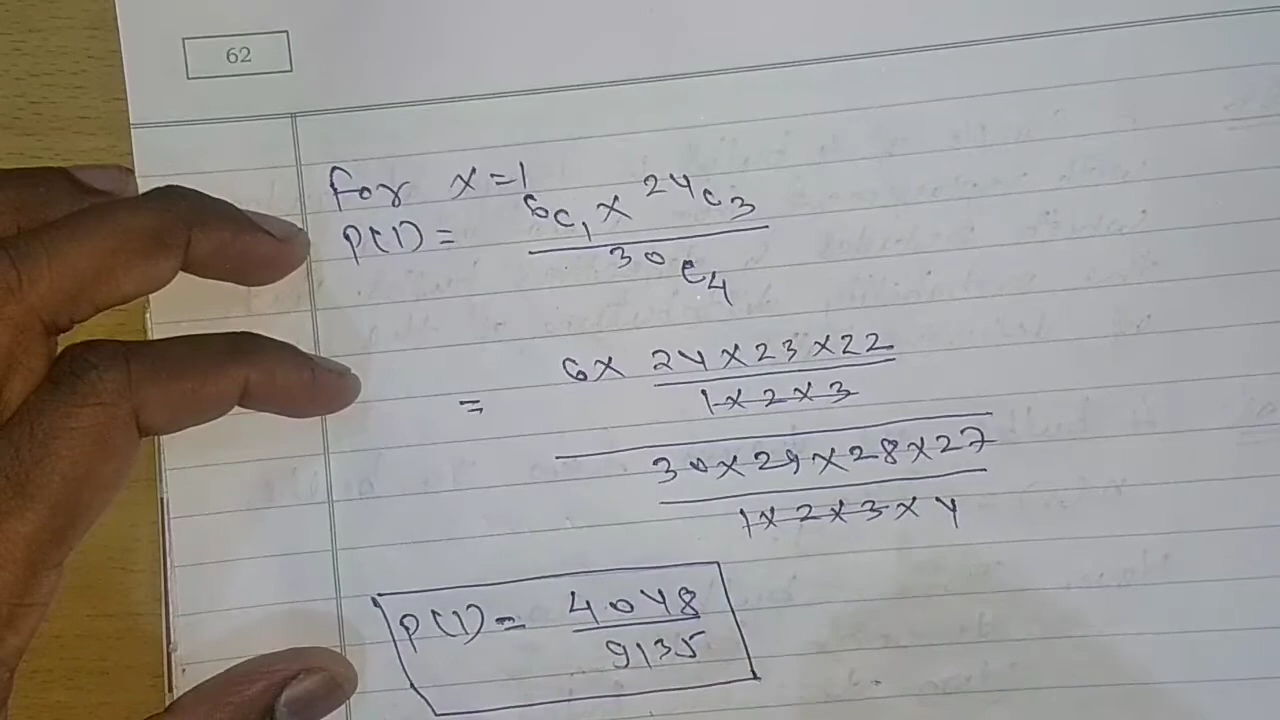 62
For x=1
P(1) = 6c1 x 24c3
30c4
= 6x 24x23x22
1x2x3
30x29x28x27
1x2x3x4
P(1) = 4048
9135